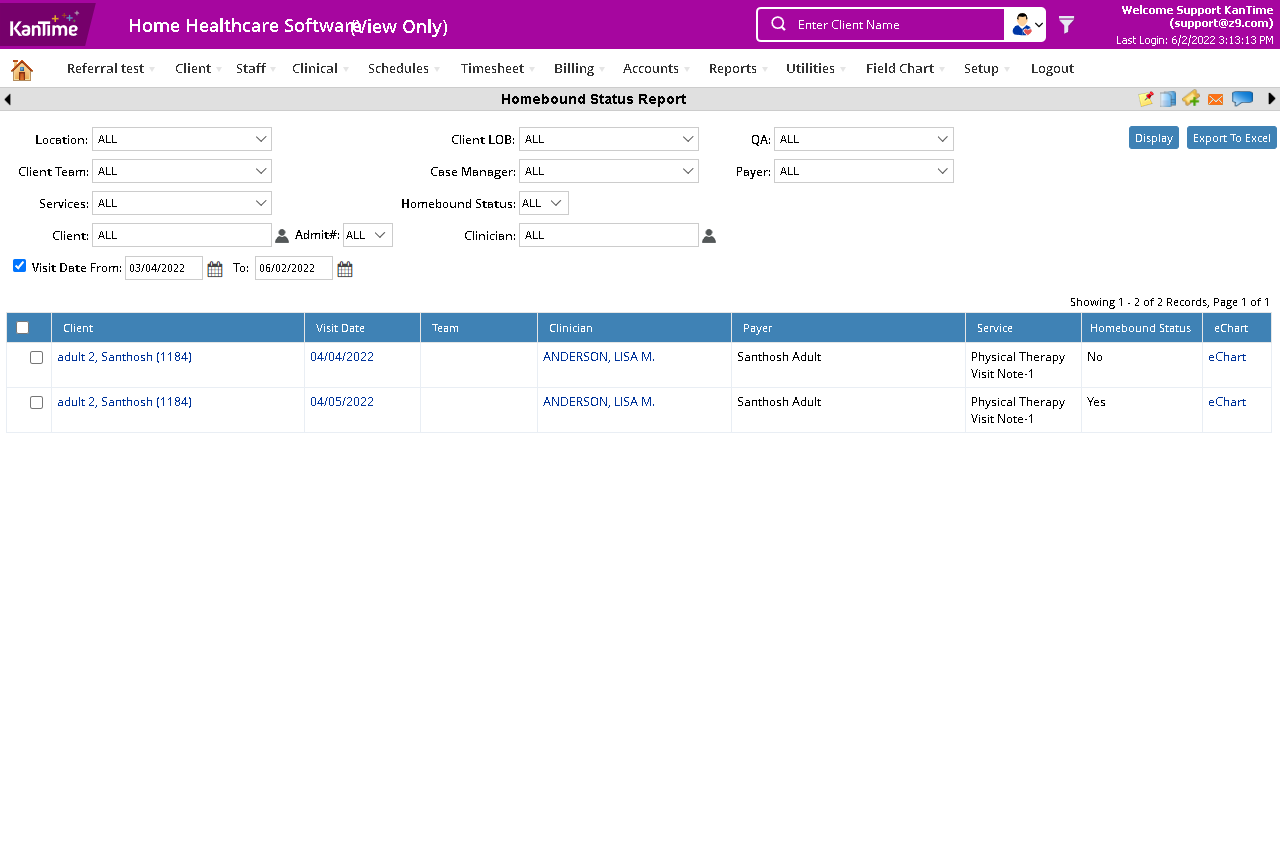 KanTime Home Healthcare Software (View Only) Enter Client Name Welcome Support KanTime
(support@z9.com)
Last Login: 6/2/2022 3:13:13 PM
Referral test Client Staff Clinical Schedules Timesheet Billing Accounts Reports Utilities Field Chart Setup Logout
Homebound Status Report
Location: ALL Client LOB: ALL QA: ALL Display Export To Excel
Client Team: ALL Case Manager: ALL Payer: ALL
Services: ALL Homebound Status: ALL
Client: ALL Admit#: ALL Clinician: ALL
Visit Date From: 03/04/2022 To: 06/02/2022
Showing 1 - 2 of 2 Records, Page 1 of 1
Client Visit Date Team Clinician Payer Service Homebound Status eChart
adult 2, Santhosh (1184) 04/04/2022 ANDERSON, LISA M. Santhosh Adult Physical Therapy No eChart
Visit Note-1
adult 2, Santhosh (1184) 04/05/2022 ANDERSON, LISA M. Santhosh Adult Physical Therapy Yes eChart
Visit Note-1